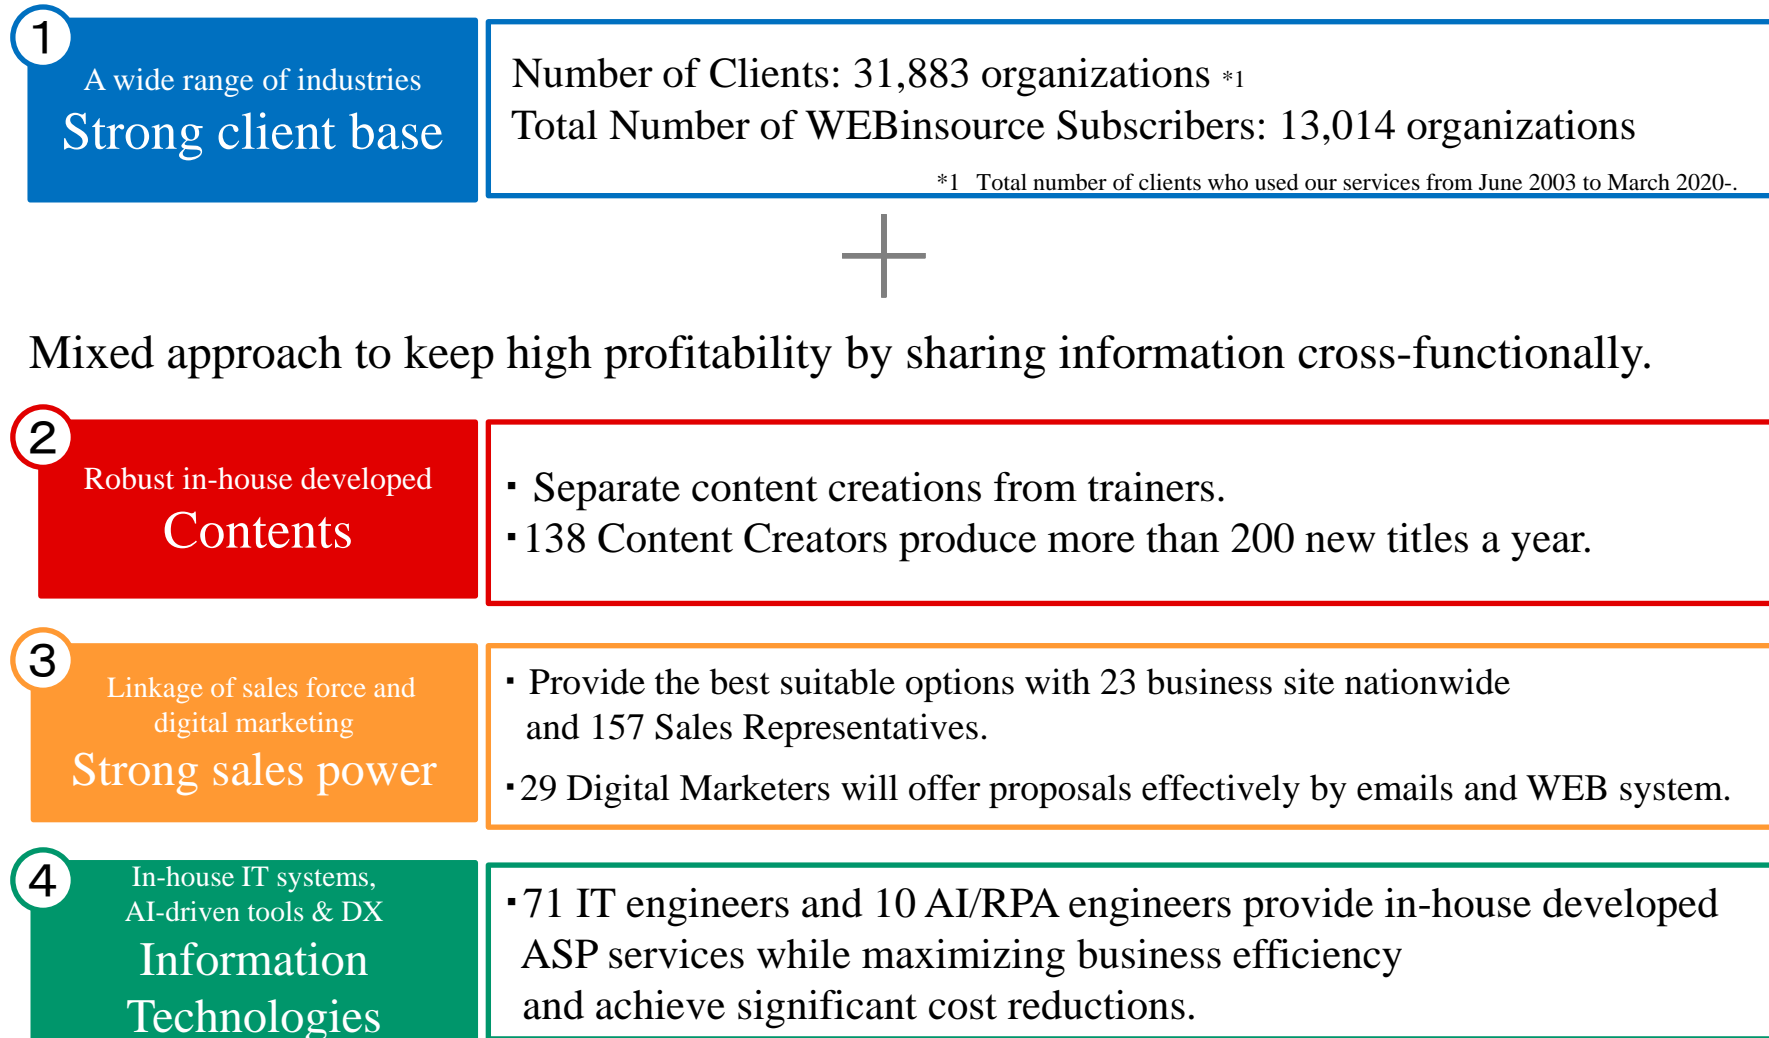 1
A wide range of industries
Strong client base
Number of Clients: 31,883 organizations *1
Total Number of WEBinsource Subscribers: 13,014 organizations
*1 Total number of clients who used our services from June 2003 to March 2020-.
+
Mixed approach to keep high profitability by sharing information cross-functionally.
2
Robust in-house developed
Contents
・Separate content creations from trainers.
・138 Content Creators produce more than 200 new titles a year.
3
Linkage of sales force and
digital marketing
Strong sales power
・Provide the best suitable options with 23 business site nationwide
and 157 Sales Representatives.
・29 Digital Marketers will offer proposals effectively by emails and WEB system.
4
In-house IT systems,
AI-driven tools & DX
Information
Technologies
・71 IT engineers and 10 AI/RPA engineers provide in-house developed
ASP services while maximizing business efficiency
and achieve significant cost reductions.